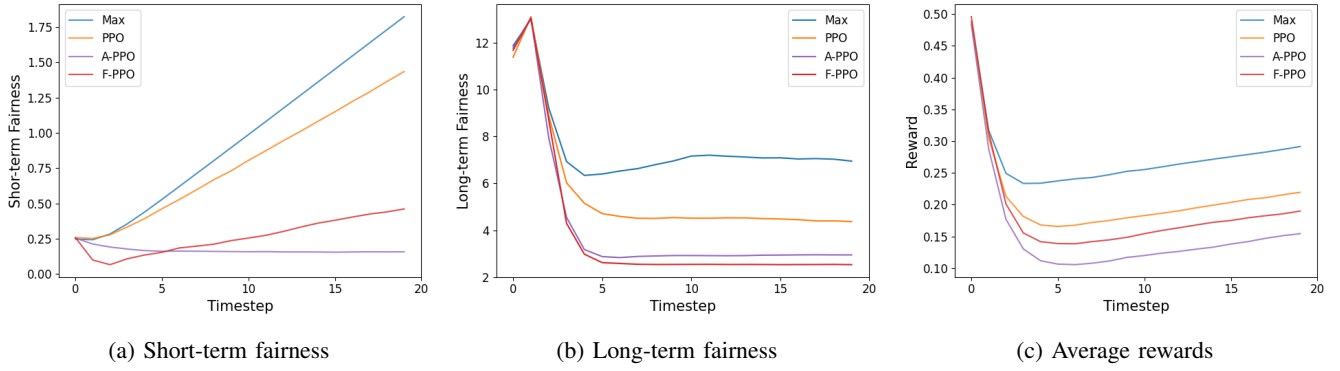 Max
PPO
A-PPO
F-PPO
1.75
1.50
1.25
1.00
0.75
0.50
0.25
0.00
Shor-term Fairness
0 5 10 15 20
Timestep
(a) Short-term fairness
Max
PPO
A-PPO
F-PPO
12
10
8
6
4
2
Long-term Fairness
0 5 10 15 20
Timestep
(b) Long-term fairness
Max
PPO
A-PPO
F-PPO
0.50
0.45
0.40
0.35
0.30
0.25
0.20
0.15
0.10
Reward
0 5 10 15 20
Timestep
(c) Average rewards